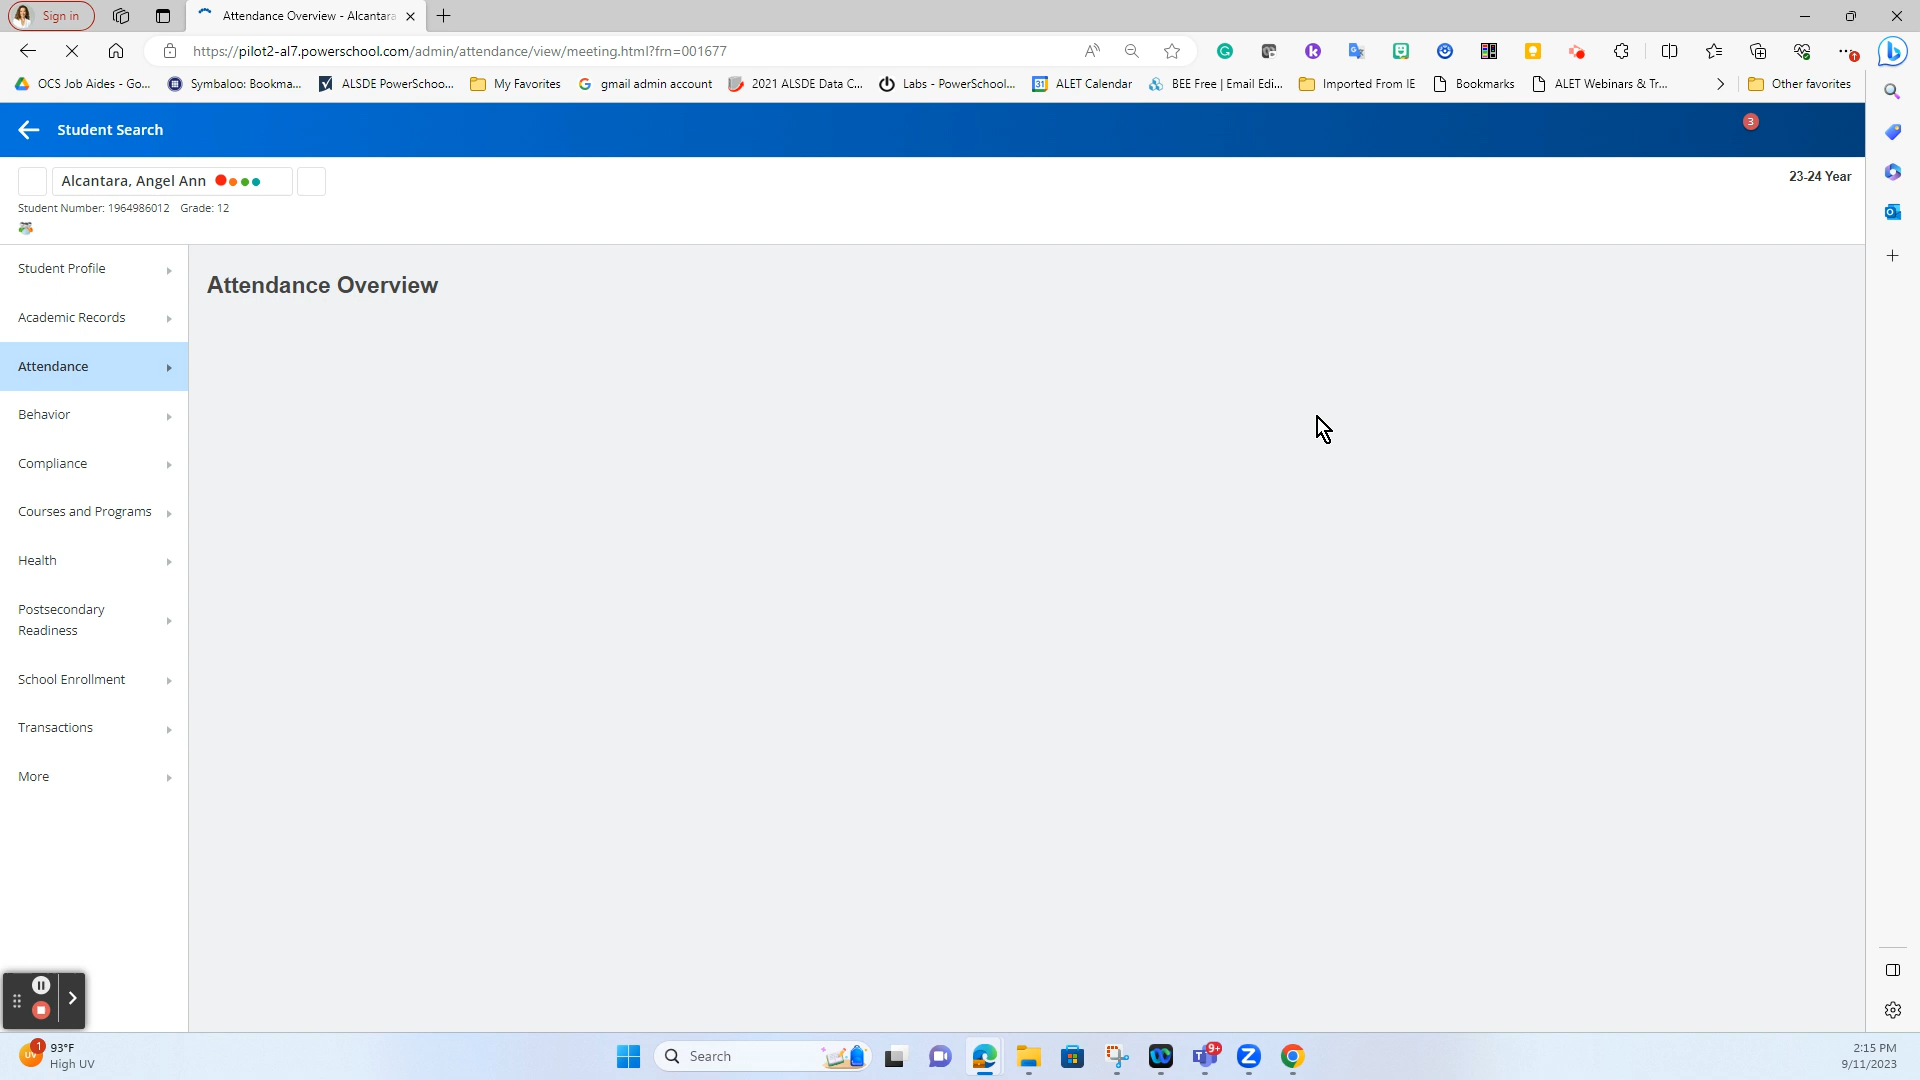 Sign in
Attendance Overview - Alcantara
https://pilot2-al7.powerschool.com/admin/attendance/view/meeting.html?frn=001677
OCS Job Aides - Go...
Symbaloo: Bookma...
ALSDE PowerSchoo...
My Favorites
gmail admin account
2021 ALSDE Data C...
Labs - PowerSchool...
31
ALET Calendar
BEE Free | Email Edi...
Imported From IE
Bookmarks
ALET Webinars & Tr...
Other favorites
Student Search
3
Alcantara, Angel Ann
23-24 Year
Student Number: 1964986012 Grade: 12
Student Profile
Attendance Overview
Academic Records
Attendance
Behavior
Compliance
Courses and Programs
Health
Postsecondary
Readiness
School Enrollment
Transactions
More
UV
1
93°F
High UV
Search
9+
2:15 PM
9/11/2023